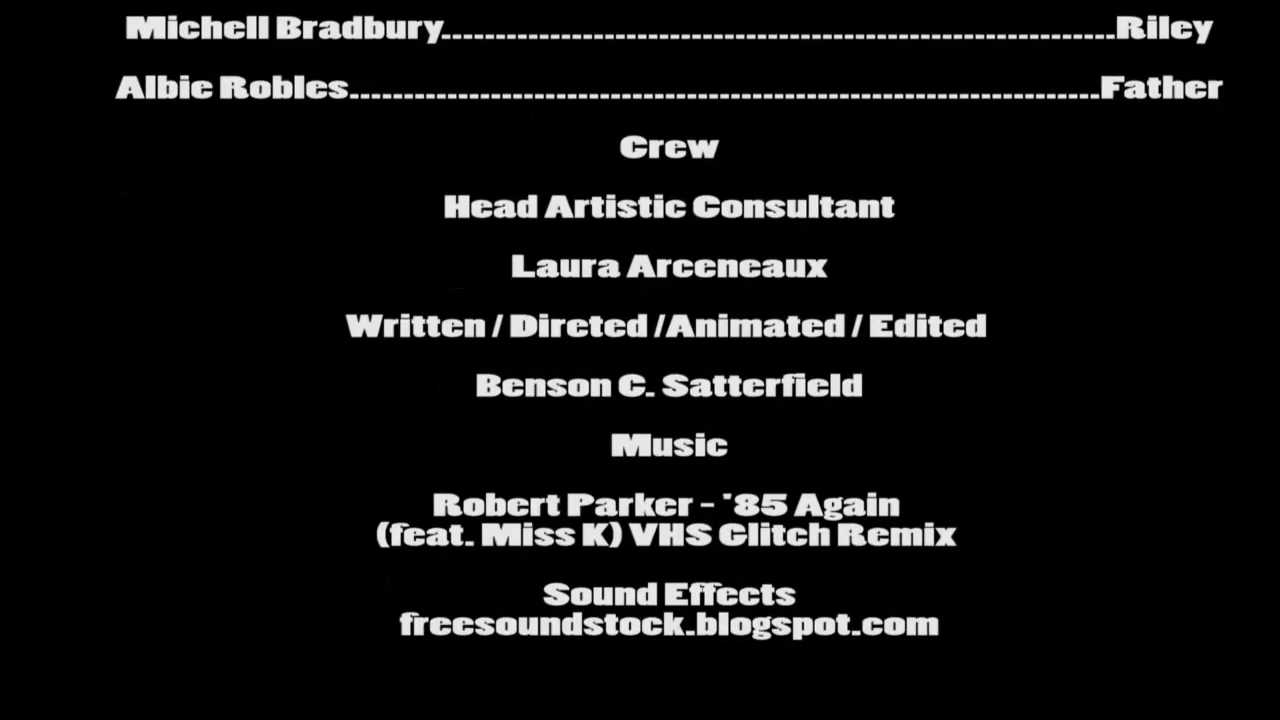 Michell Bradbury..............................................................Riley
Albie Robles.....................................................................Father
Crew
Head Artistic Consultant
Laura Arceneaux
Written / Direted /Animated / Edited
Benson C. Satterfield
Music
Robert Parker - '85 Again
(feat. Miss K) VHS Glitch Remix
Sound Effects
freesoundstock.blogspot.com